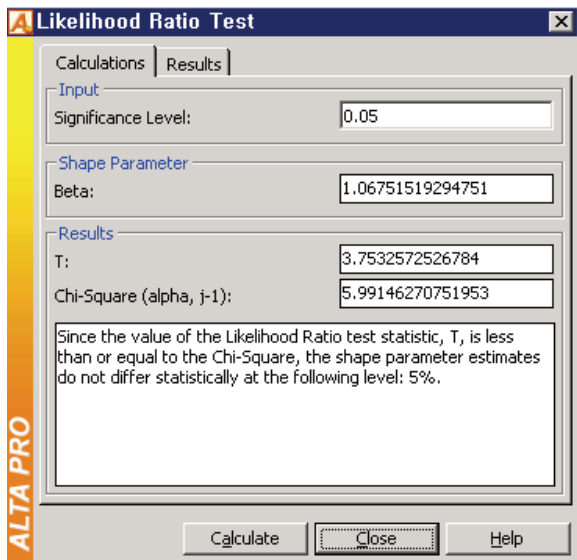 Likelihood Ratio Test
Calculations
Results
Input
Significance Level:
0.05
Shape Parameter
Beta:
1.06751519294751
Results
T:
3.7532572526784
Chi-Square (alpha, j-1):
5.99146270751953
Since the value of the Likelihood Ratio test statistic, T, is less
than or equal to the Chi-Square, the shape parameter estimates
do not differ statistically at the following level: 5%.
ALTA PRO
Calculate
Close
Help